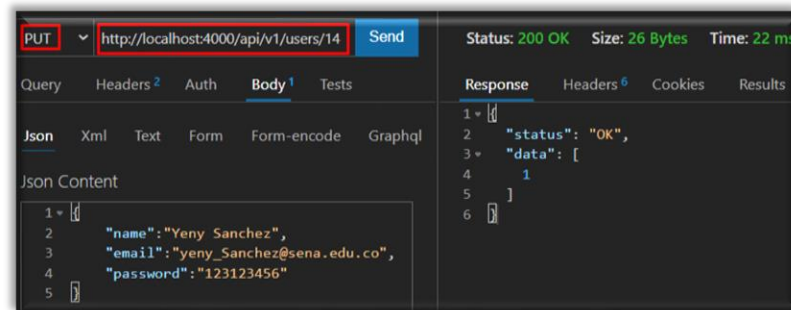 PUT http://localhost:4000/api/v1/users/14 Send
Query Headers 2 Auth Body 1 Tests
Json Xml Text Form Form-encode Graphql
Json Content
1 {
2 "name":"Yeny Sanchez",
3 "email":"yeny_Sanchez@sena.edu.co",
4 "password":"123123456"
5 }
Status: 200 OK Size: 26 Bytes Time: 22 ms
Response Headers 6 Cookies Results
1 {
2 "status": "OK",
3 "data": [
4 1
5 ]
6 }